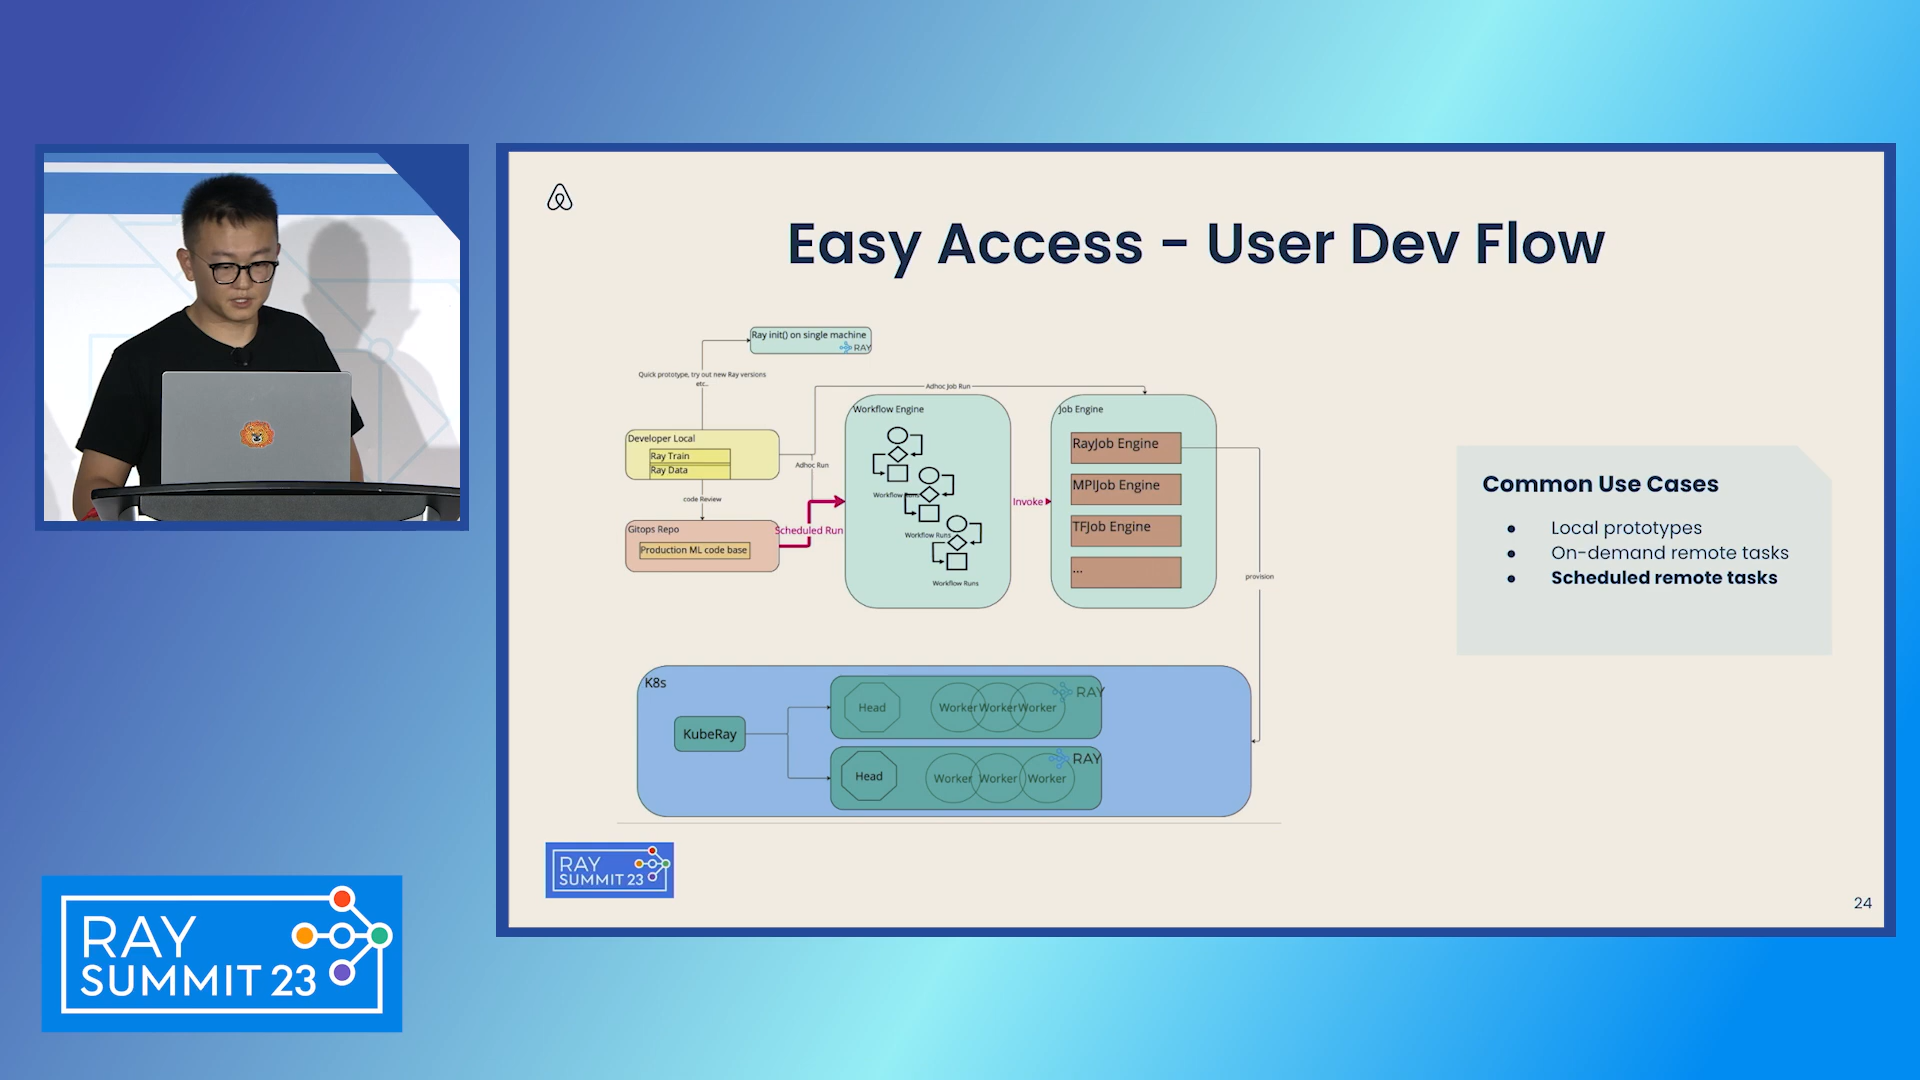 Easy Access - User Dev Flow
Ray init() on single machine
RAY
Quick prototype, try out new Ray versions
etc..
Adhoc Job Run
Developer Local
Ray Train
Ray Data
Adhoc Run
code Review
Gitops Repo
Production ML code base
Scheduled Run
Workflow Engine
Workflow Runs
Workflow Runs
Workflow Runs
Invoke
Job Engine
RayJob Engine
MPIJob Engine
TFJob Engine
...
provision
K8s
KubeRay
Head
Worker
Worker
Worker
RAY
Head
Worker
Worker
Worker
RAY
Common Use Cases
Local prototypes
On-demand remote tasks
Scheduled remote tasks
RAY
SUMMIT 23
24
RAY
SUMMIT 23